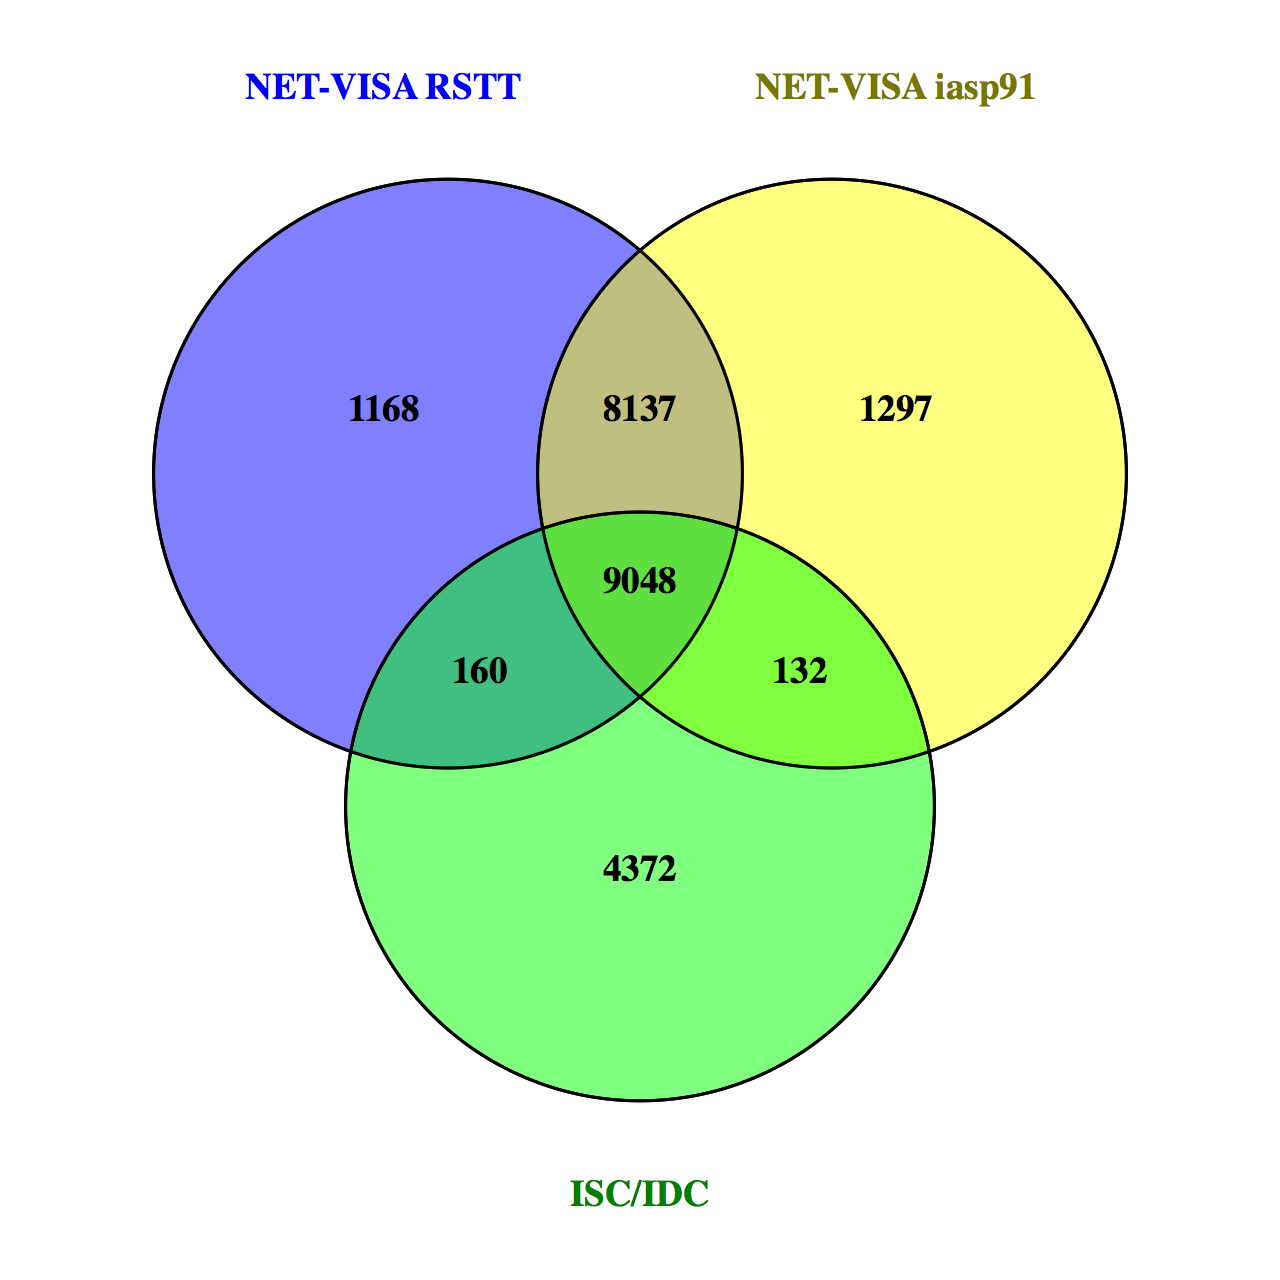 NET-VISA RSTT
NET-VISA iasp91
1168
8137
1297
9048
160
132
4372
ISC/IDC